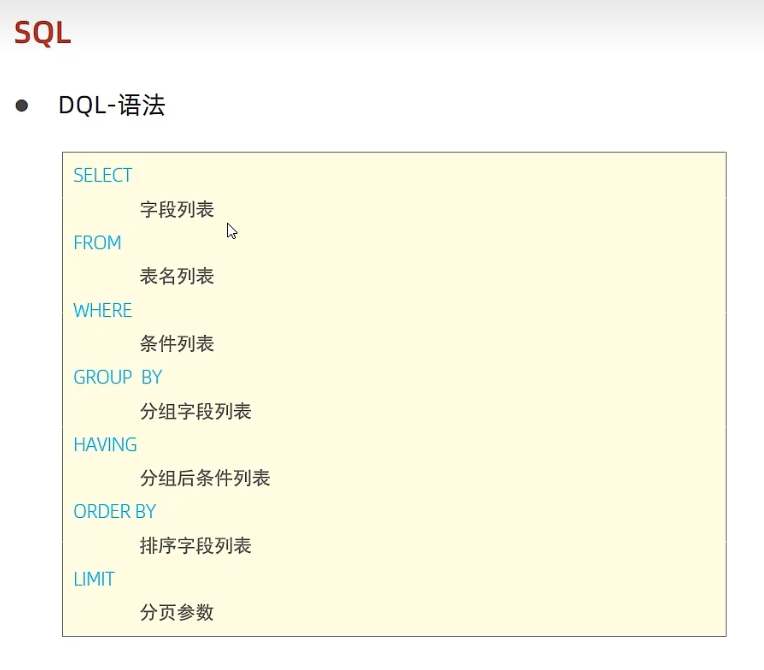 SQL
DQL-语法
SELECT
字段列表
FROM
表名列表
WHERE
条件列表
GROUP BY
分组字段列表
HAVING
分组后条件列表
ORDER BY
排序字段列表
LIMIT
分页参数